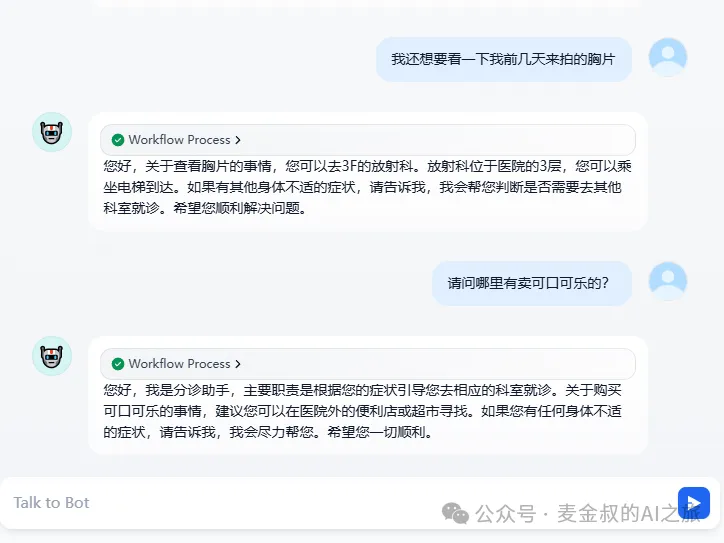 我还想要看一下我前几天来拍的胸片
Workflow Process
您好，关于查看胸片的事情，您可以去3F的放射科。放射科位于医院的3层，您可以乘
坐电梯到达。如果有其他身体不适的症状，请告诉我，我会帮您判断是否需要去其他
科室就诊。希望您顺利解决问题。
请问哪里有卖可口可乐的？
Workflow Process
您好，我是分诊助手，主要职责是根据您的症状引导您去相应的科室就诊。关于购买
可口可乐的事情，建议您可以在医院外的便利店或超市寻找。如果您有任何身体不适
的症状，请告诉我，我会尽力帮您。希望您一切顺利。
Talk to Bot
公众号 · 麦金叔的AI之旅